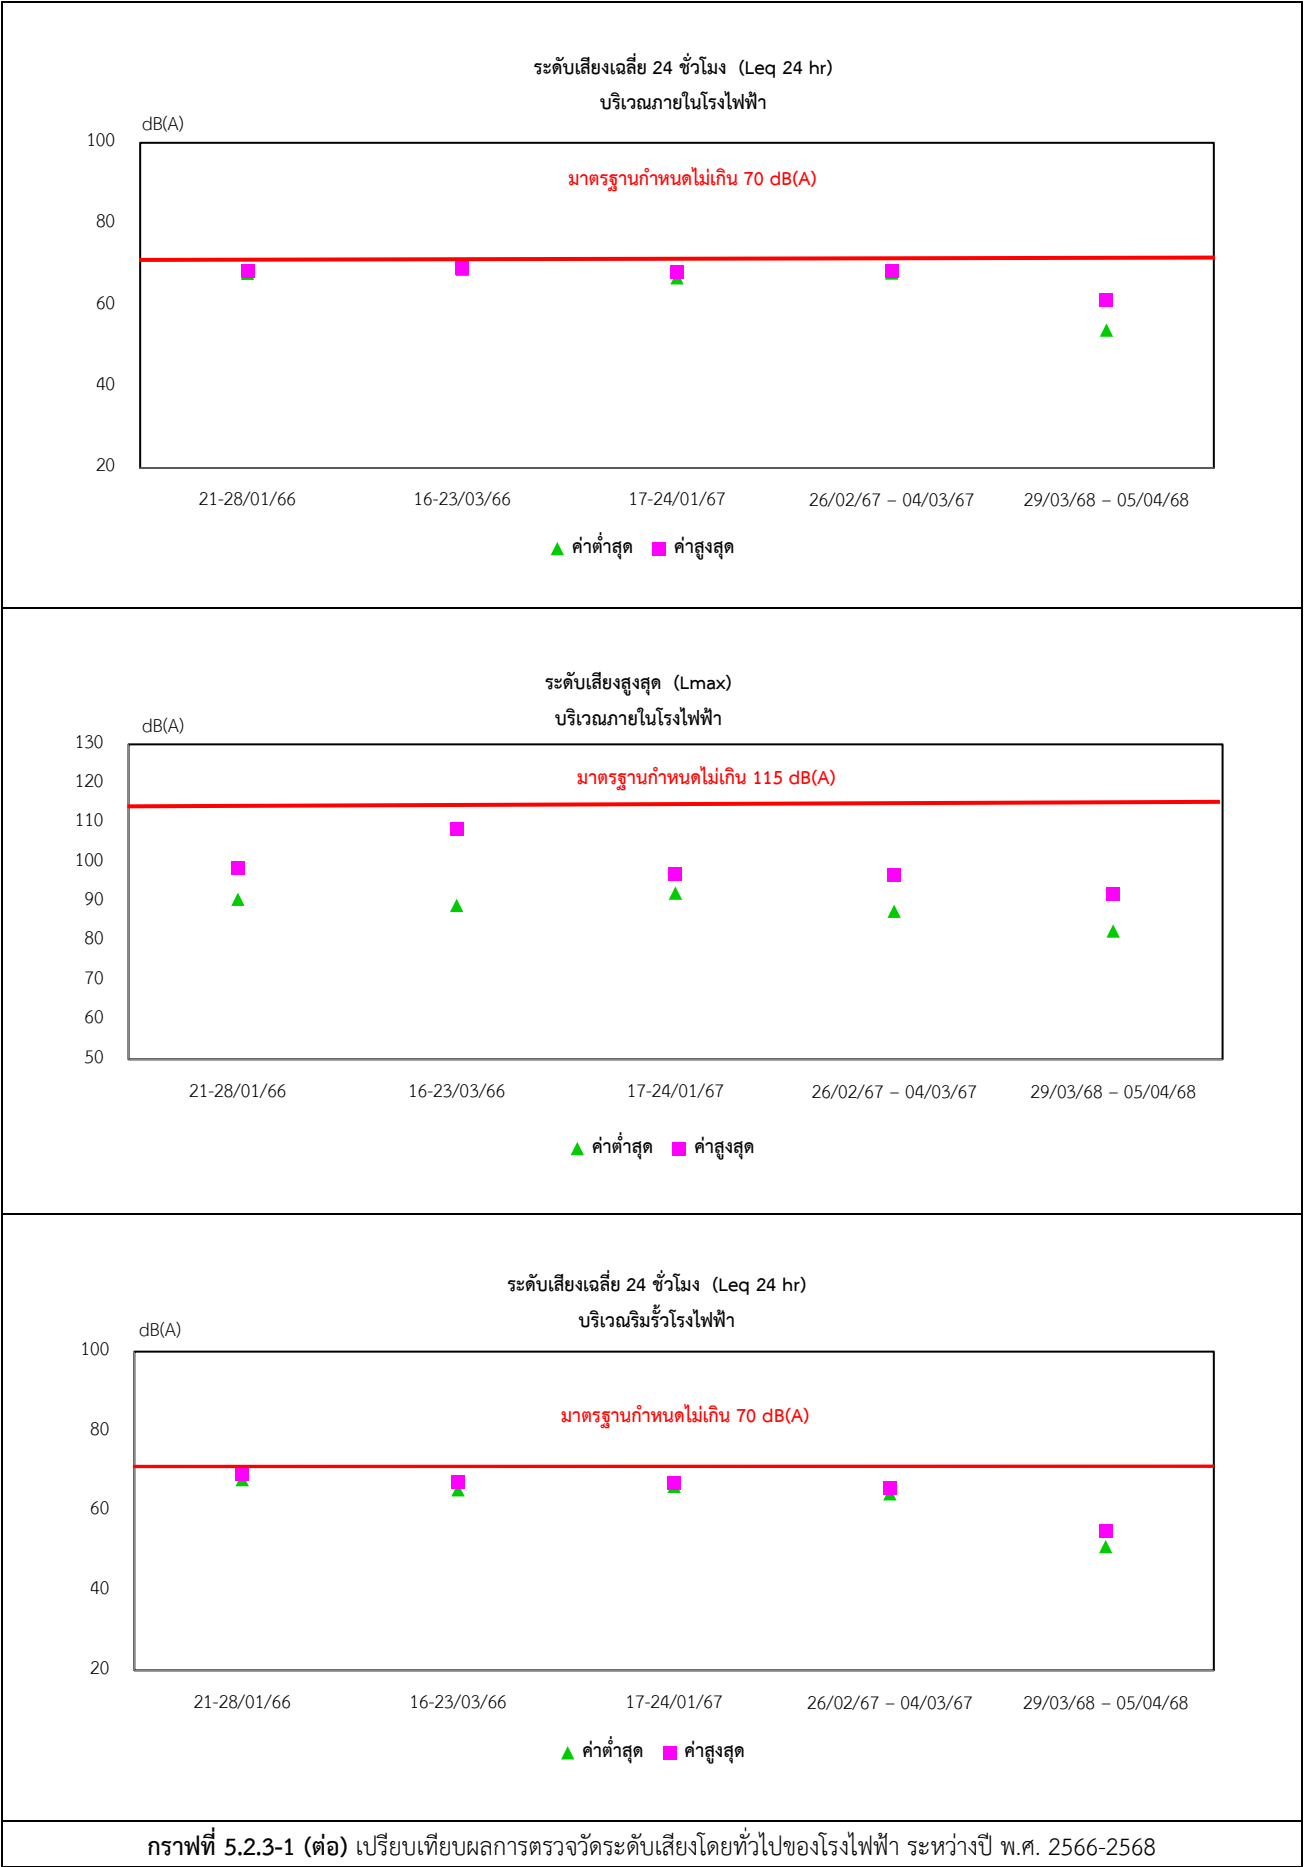 ระดับเสียงเฉลี่ย 24 ชั่วโมง (Leq 24 hr)
บริเวณภายในโรงไฟฟ้า
dB(A)
100
มาตรฐานกำหนดไม่เกิน 70 dB(A)
80
60
40
20
21-28/01/66 16-23/03/66 17-24/01/67 26/02/67 – 04/03/67 29/03/68 – 05/04/68
ค่าต่ำสุด ค่าสูงสุด
ระดับเสียงสูงสุด (Lmax)
บริเวณภายในโรงไฟฟ้า
dB(A)
130
มาตรฐานกำหนดไม่เกิน 115 dB(A)
120
110
100
90
80
70
60
50
21-28/01/66 16-23/03/66 17-24/01/67 26/02/67 – 04/03/67 29/03/68 – 05/04/68
ค่าต่ำสุด ค่าสูงสุด
ระดับเสียงเฉลี่ย 24 ชั่วโมง (Leq 24 hr)
บริเวณริมรั้วโรงไฟฟ้า
dB(A)
100
มาตรฐานกำหนดไม่เกิน 70 dB(A)
80
60
40
20
21-28/01/66 16-23/03/66 17-24/01/67 26/02/67 – 04/03/67 29/03/68 – 05/04/68
ค่าต่ำสุด ค่าสูงสุด
กราฟที่ 5.2.3-1 (ต่อ) เปรียบเทียบผลการตรวจวัดระดับเสียงโดยทั่วไปของโรงไฟฟ้า ระหว่างปี พ.ศ. 2566-2568